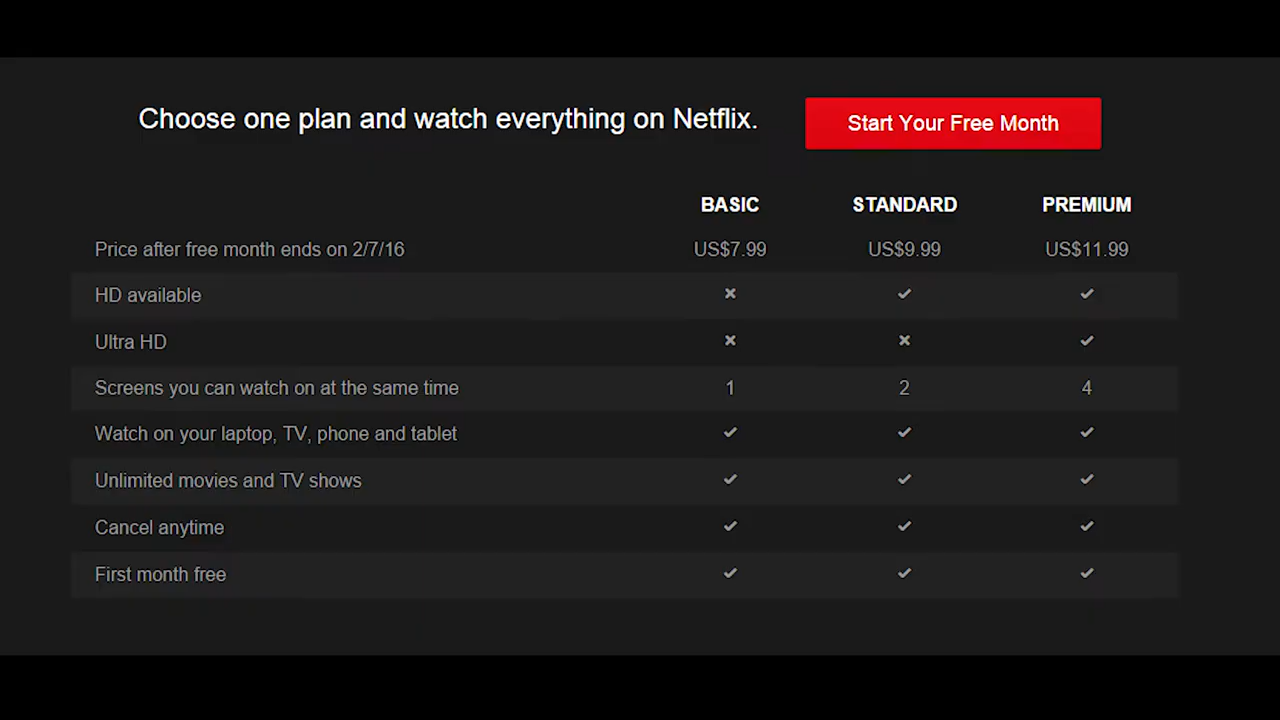 Choose one plan and watch everything on Netflix.
Start Your Free Month
BASIC STANDARD PREMIUM
Price after free month ends on 2/7/16 US$7.99 US$9.99 US$11.99
HD available ✕ ✓ ✓
Ultra HD ✕ ✕ ✓
Screens you can watch on at the same time 1 2 4
Watch on your laptop, TV, phone and tablet ✓ ✓ ✓
Unlimited movies and TV shows ✓ ✓ ✓
Cancel anytime ✓ ✓ ✓
First month free ✓ ✓ ✓